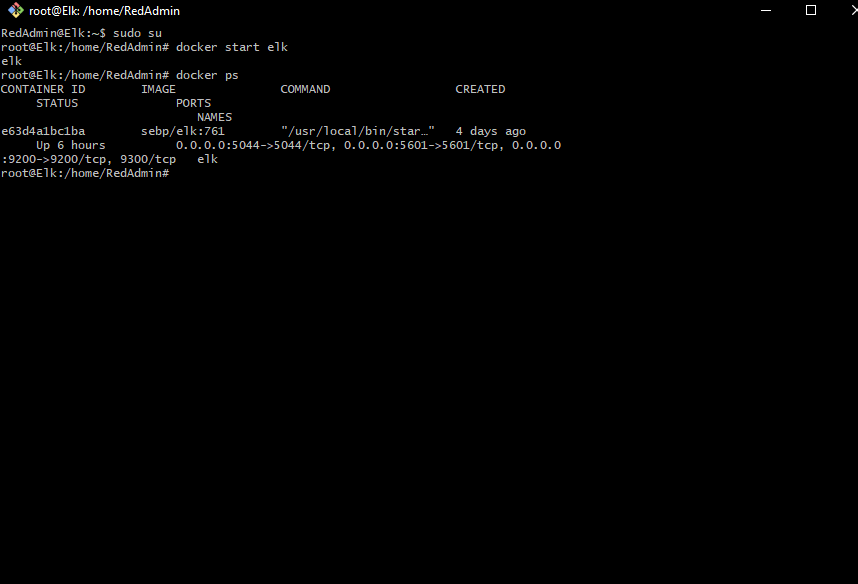 root@Elk: /home/RedAdmin
RedAdmin@Elk:~$ sudo su
root@Elk:/home/RedAdmin# docker start elk
elk
root@Elk:/home/RedAdmin# docker ps
CONTAINER ID        IMAGE               COMMAND                  CREATED
     STATUS              PORTS
                            NAMES
e63d4a1bc1ba        sebp/elk:761        "/usr/local/bin/star…"   4 days ago
     Up 6 hours          0.0.0.0:5044->5044/tcp, 0.0.0.0:5601->5601/tcp, 0.0.0.0
:9200->9200/tcp, 9300/tcp   elk
root@Elk:/home/RedAdmin#